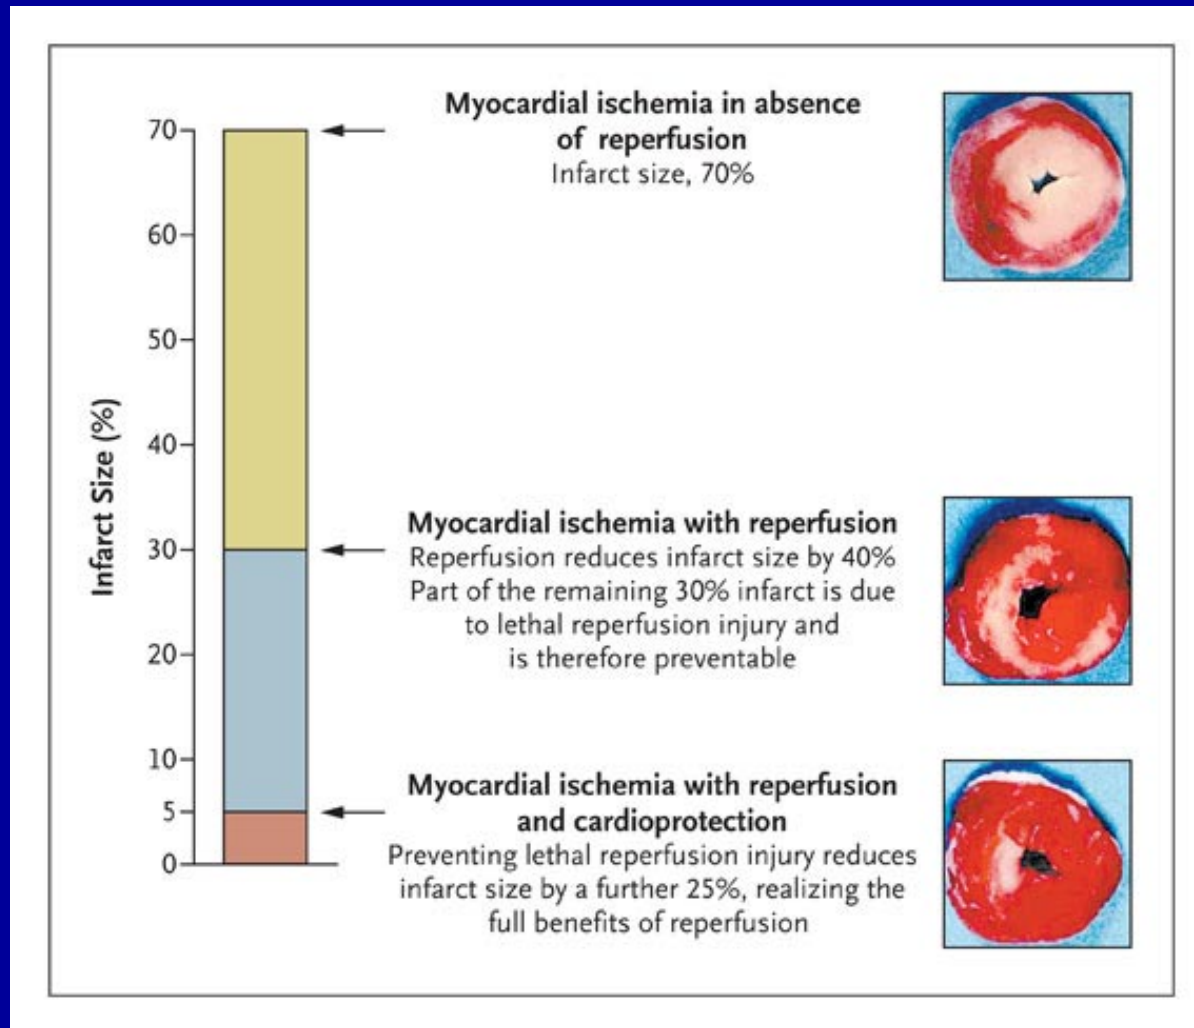 Myocardial ischemia in absence
of reperfusion
Infarct size, 70%
70
60
50
40
30
20
10
5
0
Infarct Size (%)
Myocardial ischemia with reperfusion
Reperfusion reduces infarct size by 40%
Part of the remaining 30% infarct is due
to lethal reperfusion injury and
is therefore preventable
Myocardial ischemia with reperfusion
and cardioprotection
Preventing lethal reperfusion injury reduces
infarct size by a further 25%, realizing the
full benefits of reperfusion